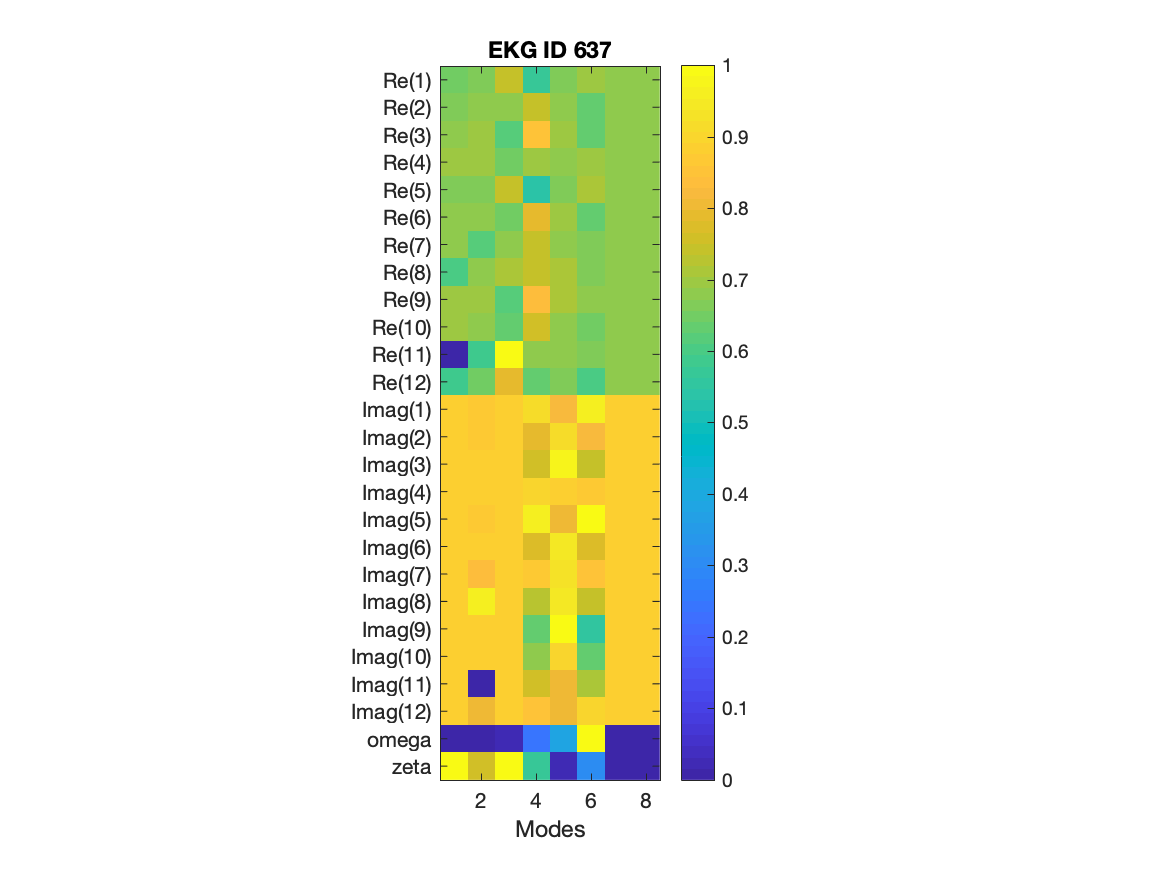 EKG ID 637
Re(1)
Re(2)
Re(3)
Re(4)
Re(5)
Re(6)
Re(7)
Re(8)
Re(9)
Re(10)
Re(11)
Re(12)
Imag(1)
Imag(2)
Imag(3)
Imag(4)
Imag(5)
Imag(6)
Imag(7)
Imag(8)
Imag(9)
Imag(10)
Imag(11)
Imag(12)
omega
zeta
2 4 6 8
Modes
1
0.9
0.8
0.7
0.6
0.5
0.4
0.3
0.2
0.1
0